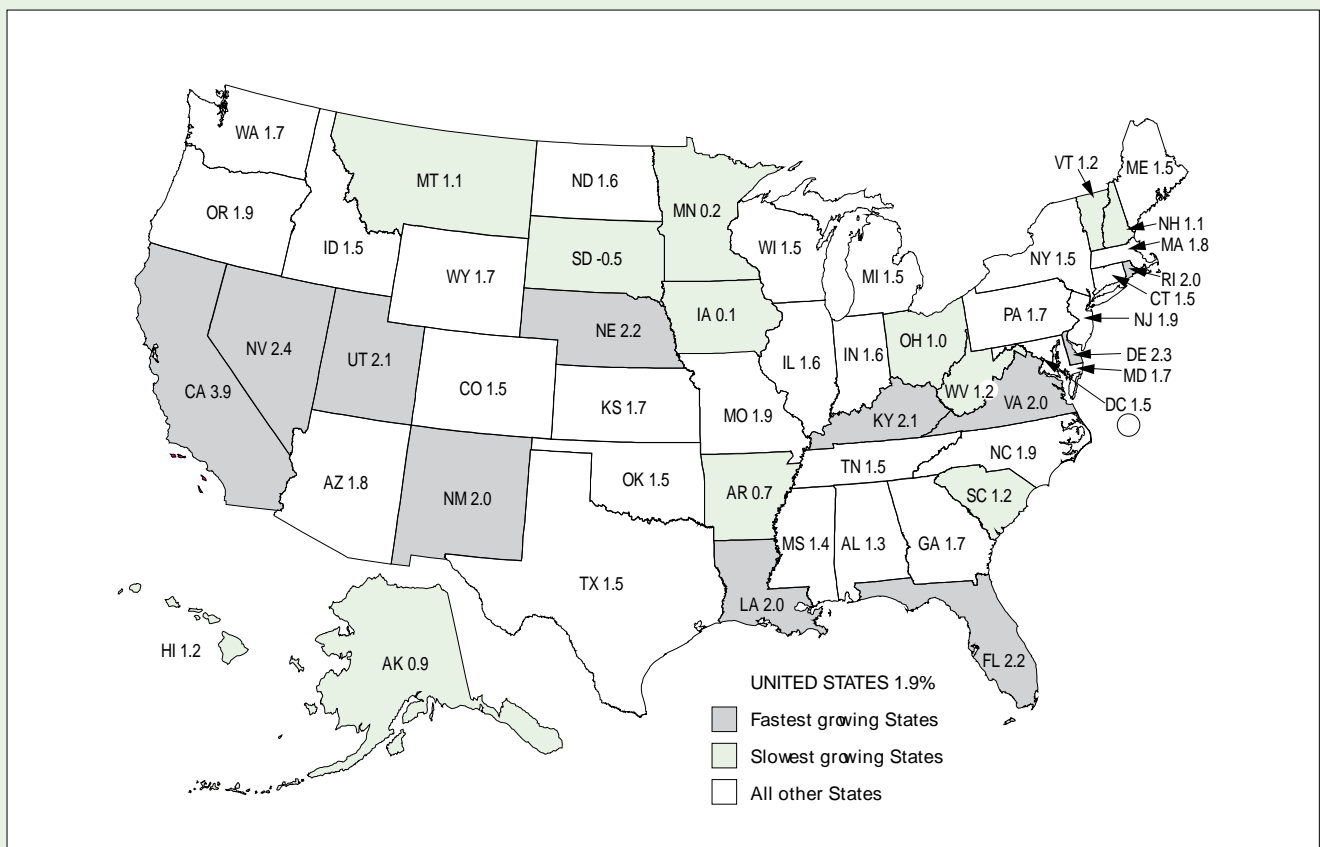 WA 1.7
MT 1.1
ND 1.6
MN 0.2
VT 1.2
ME 1.5
OR 1.9
ID 1.5
WY 1.7
SD -0.5
WI 1.5
MI 1.5
NY 1.5
NH 1.1
MA 1.8
RI 2.0
CT 1.5
NJ 1.9
PA 1.7
DE 2.3
MD 1.7
DC 1.5
CA 3.9
NV 2.4
UT 2.1
CO 1.5
NE 2.2
IA 0.1
KS 1.7
MO 1.9
IL 1.6
IN 1.6
OH 1.0
WV 1.2
VA 2.0
KY 2.1
AZ 1.8
NM 2.0
OK 1.5
AR 0.7
TN 1.5
NC 1.9
SC 1.2
MS 1.4
AL 1.3
GA 1.7
TX 1.5
LA 2.0
FL 2.2
HI 1.2
AK 0.9
UNITED STATES 1.9%
Fastest growing States
Slowest growing States
All other States